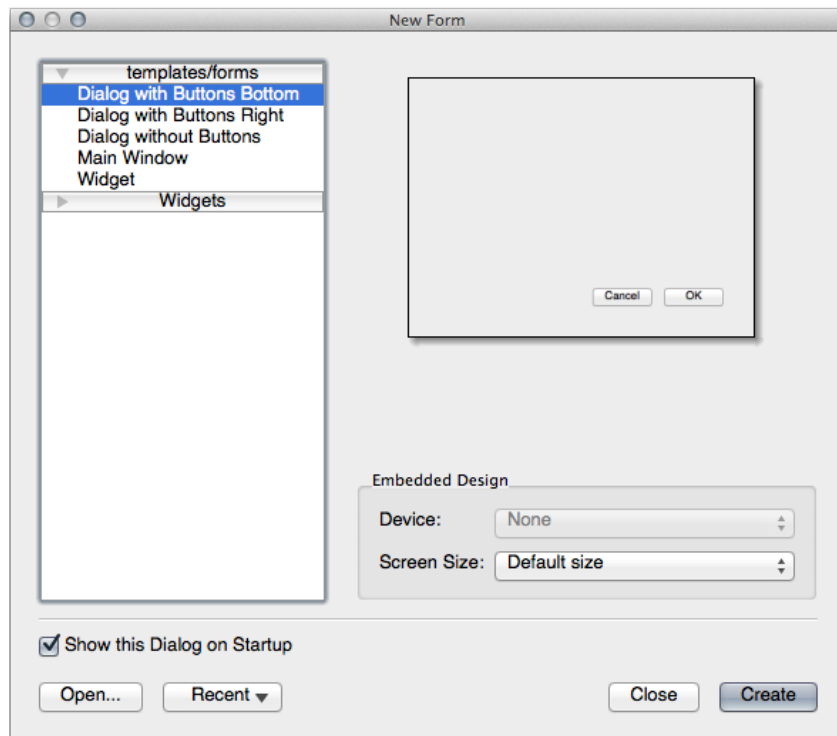 New Form
templates/forms
Dialog with Buttons Bottom
Dialog with Buttons Right
Dialog without Buttons
Main Window
Widget
Widgets
Cancel OK
Embedded Design
Device: None
Screen Size: Default size
Show this Dialog on Startup
Open... Recent Close Create